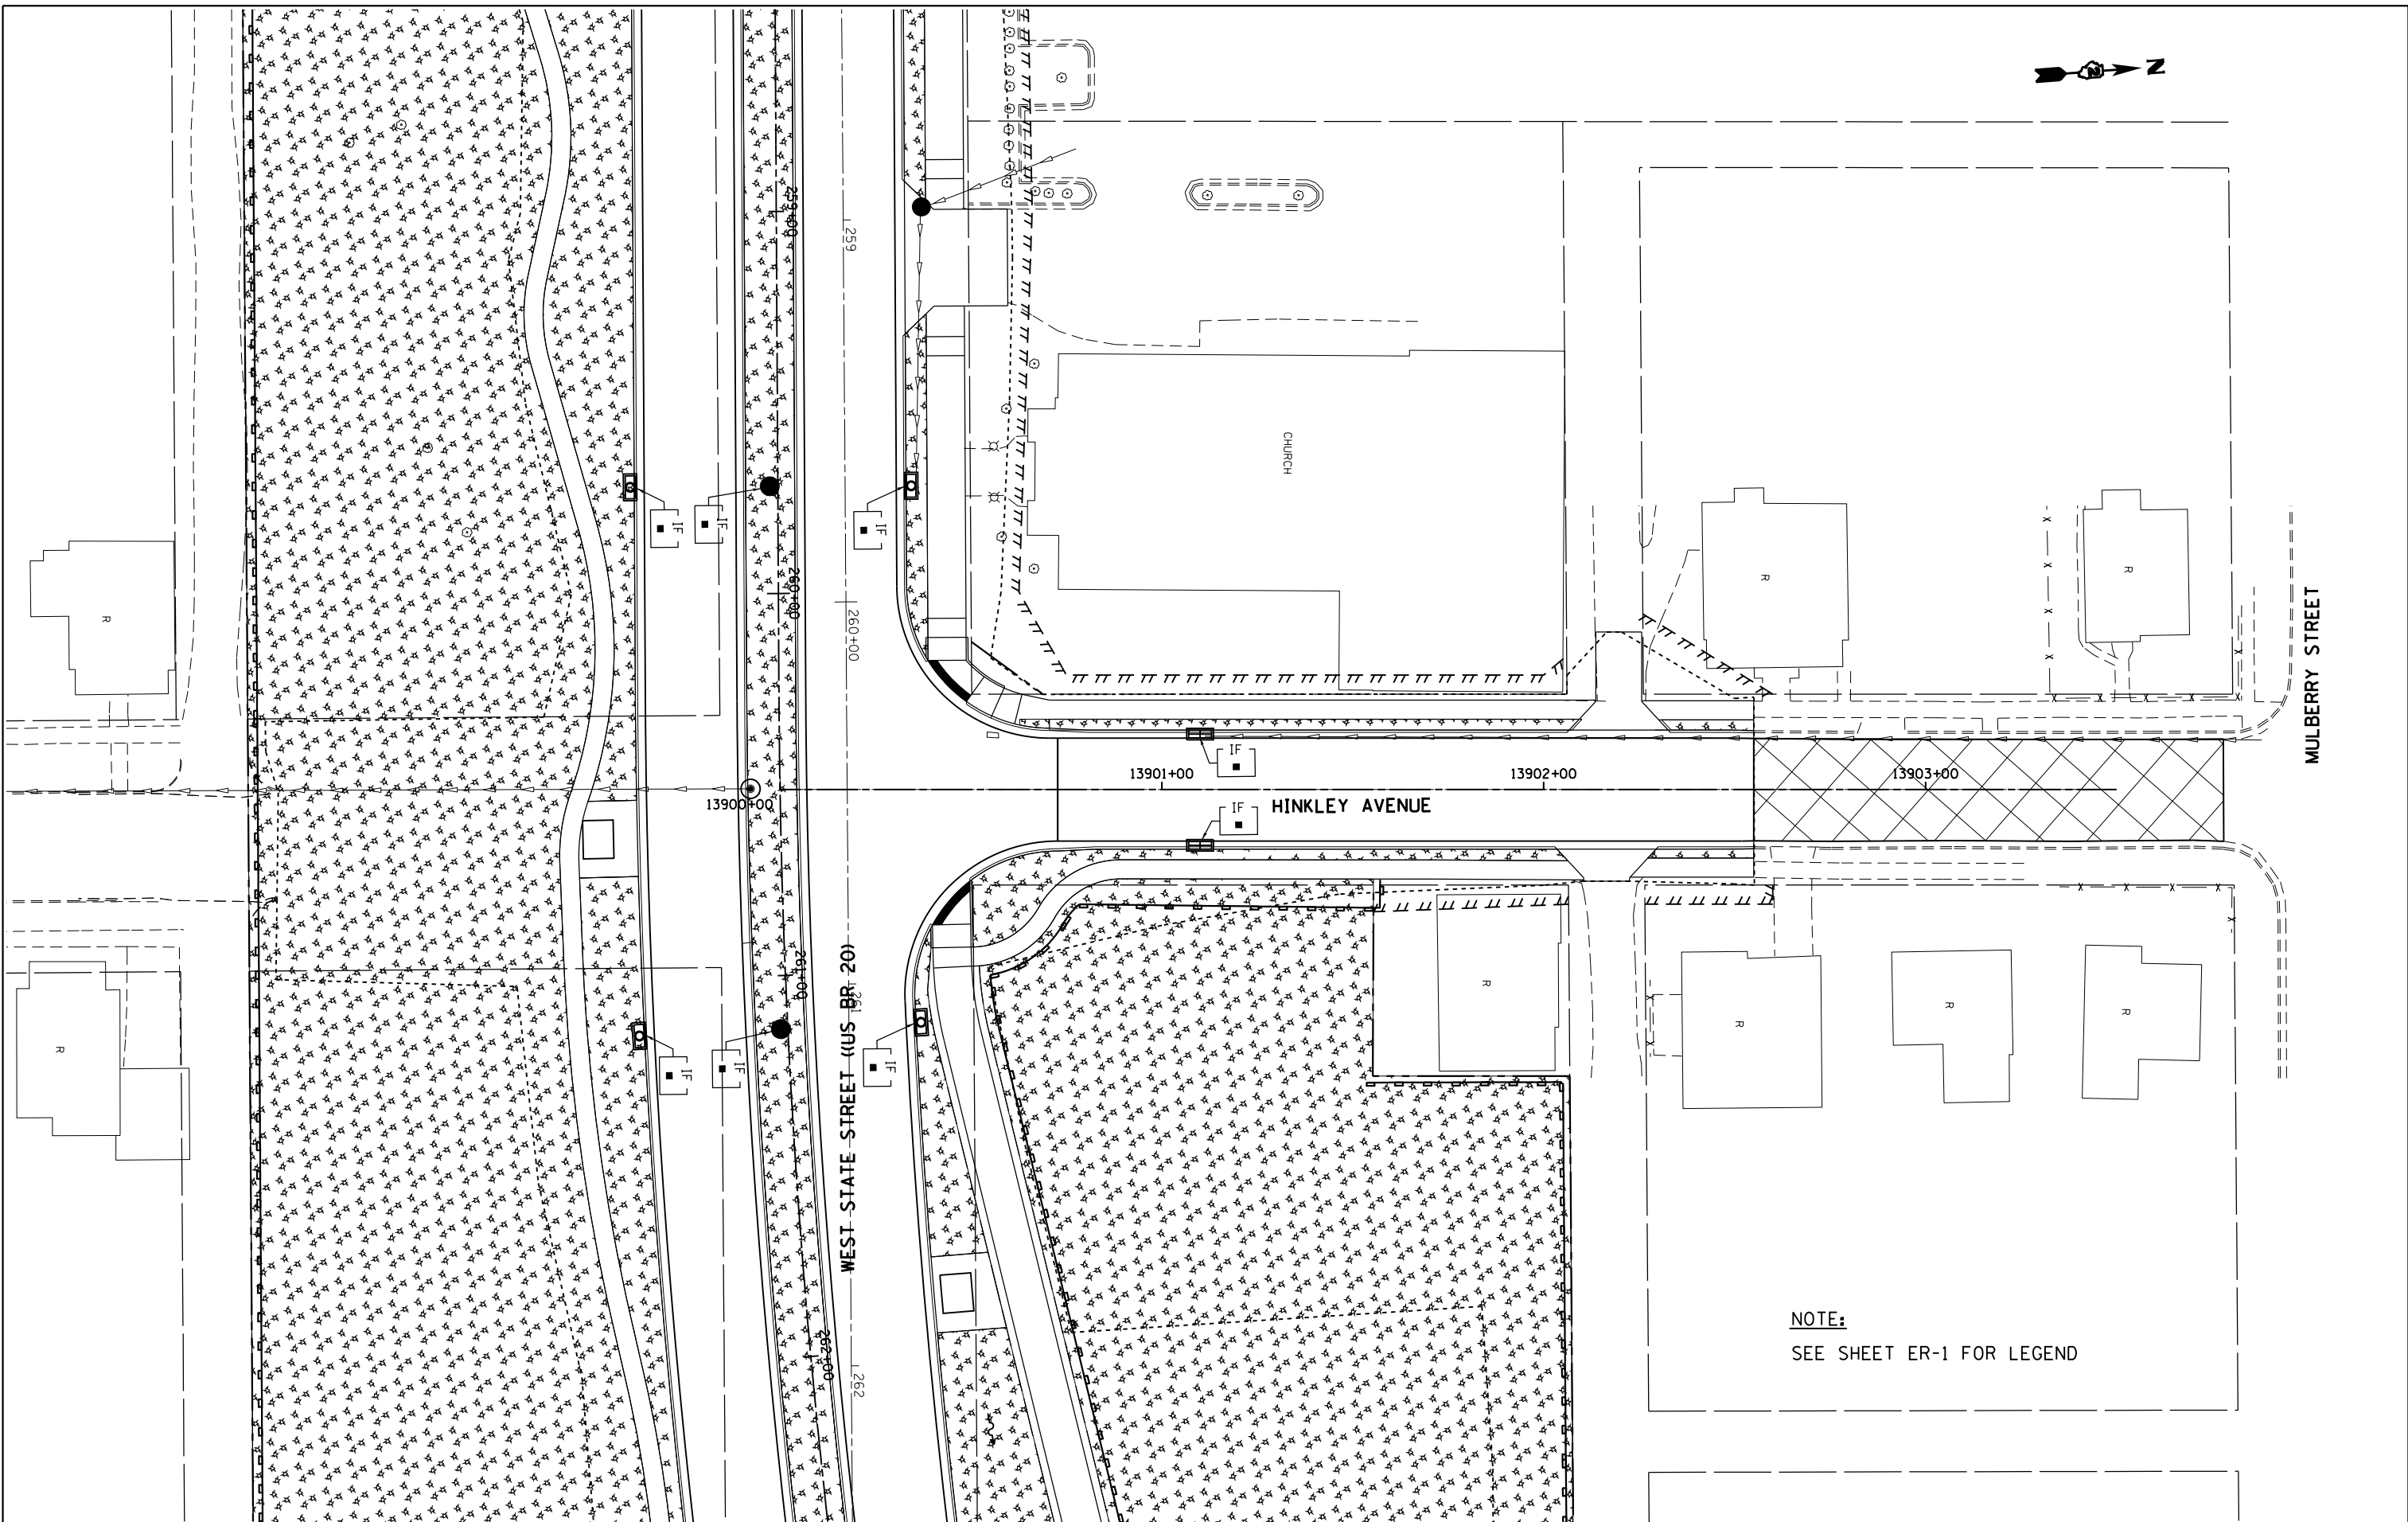 N
259+00
259
CHURCH
IF
IF
IF
260+00
260+00
R
R
R
MULBERRY STREET
IF
13901+00
13902+00
13903+00
13900+00
IF
HINKLEY AVENUE
261+00
261
WEST STATE STREET ((US BR 20)
R
R
R
R
R
IF
IF
IF
262+00
262
NOTE:
SEE SHEET ER-1 FOR LEGEND